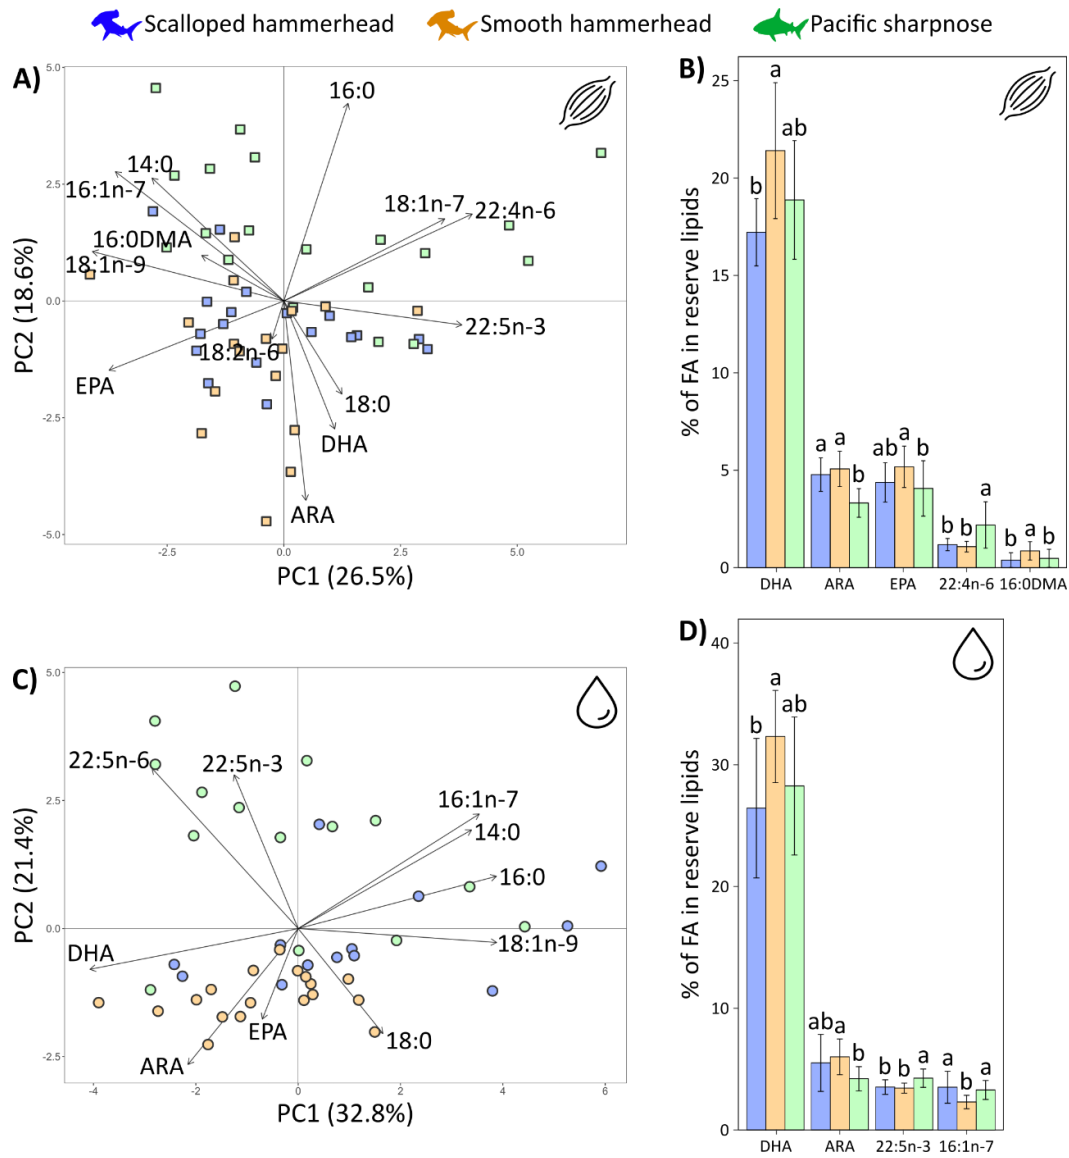 Scalloped hammerhead Smooth hammerhead Pacific sharpnose
A)
5.0
2.5
0.0
-2.5
-5.0
PC2 (18.6%)
16:0
14:0
16:1n-7
18:1n-7
22:4n-6
16:0DMA
18:1n-9
22:5n-3
18:2n-6
EPA
18:0
DHA
ARA
-2.5 0.0 2.5 5.0
PC1 (26.5%)
B)
% of FA in reserve lipids
25
20
15
10
5
0
b a ab
a a b
ab a b
b b a
b a b
DHA ARA EPA 22:4n-6 16:0DMA
C)
5.0
2.5
0.0
-2.5
PC2 (21.4%)
22:5n-6
22:5n-3
16:1n-7
14:0
16:0
18:1n-9
DHA
EPA
18:0
ARA
-4 -2 0 2 4 6
PC1 (32.8%)
D)
% of FA in reserve lipids
40
30
20
10
0
b a ab
ab a b
b b a
a b a
DHA ARA 22:5n-3 16:1n-7